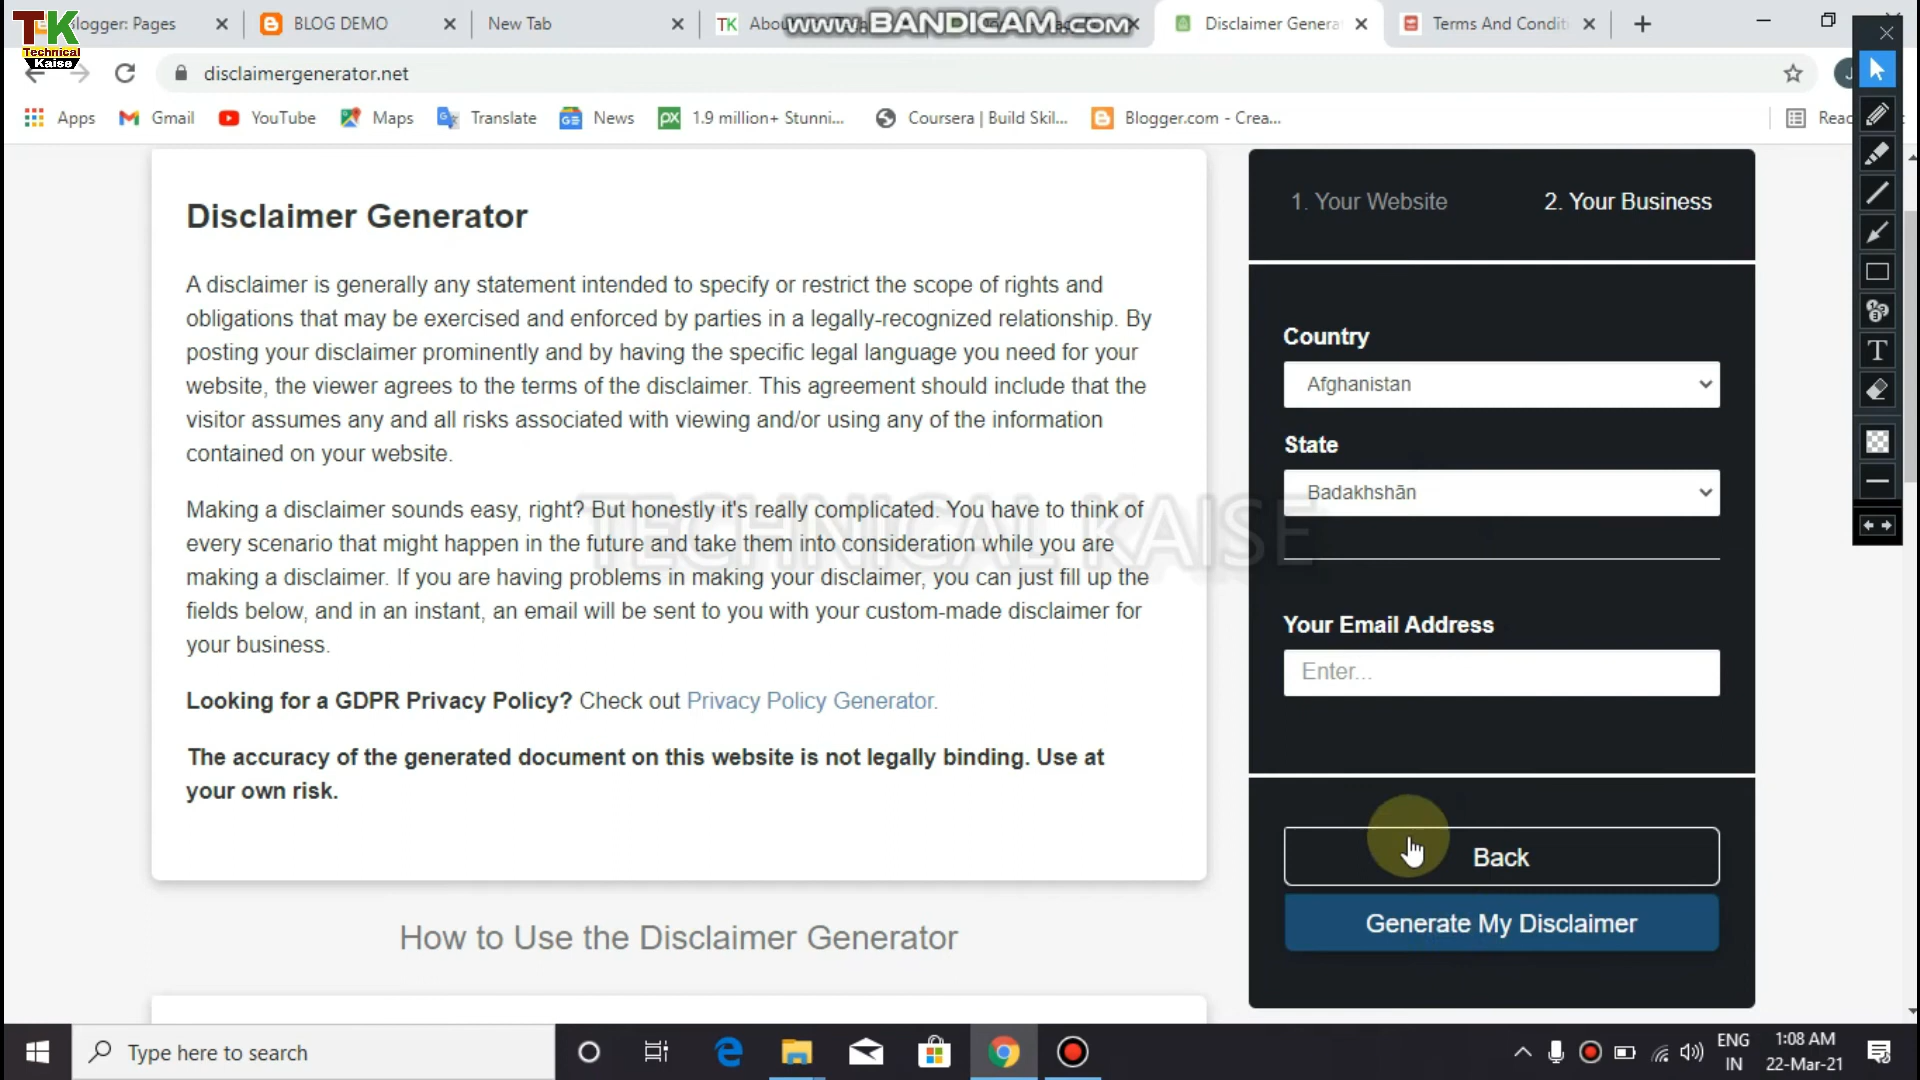 TK
Technical
Kaise
logger: Pages
BLOG DEMO
New Tab
TK
Abou
www.BANDICAM.com
Disclaimer Genera
Terms And Condit
disclaimergenerator.net
Apps
Gmail
YouTube
Maps
Translate
News
px
1.9 million+ Stunni...
Coursera | Build Skil...
Blogger.com - Crea...
Read
Disclaimer Generator
A disclaimer is generally any statement intended to specify or restrict the scope of rights and
obligations that may be exercised and enforced by parties in a legally-recognized relationship. By
posting your disclaimer prominently and by having the specific legal language you need for your
website, the viewer agrees to the terms of the disclaimer. This agreement should include that the
visitor assumes any and all risks associated with viewing and/or using any of the information
contained on your website.
Making a disclaimer sounds easy, right? But honestly it's really complicated. You have to think of
every scenario that might happen in the future and take them into consideration while you are
making a disclaimer. If you are having problems in making your disclaimer, you can just fill up the
fields below, and in an instant, an email will be sent to you with your custom-made disclaimer for
your business.
TECHNICAL KAISE
Looking for a GDPR Privacy Policy? Check out Privacy Policy Generator.
The accuracy of the generated document on this website is not legally binding. Use at
your own risk.
How to Use the Disclaimer Generator
1. Your Website
2. Your Business
Country
Afghanistan
State
Badakhshān
Your Email Address
Enter...
Back
Generate My Disclaimer
T
Type here to search
ENG
IN
1:08 AM
22-Mar-21